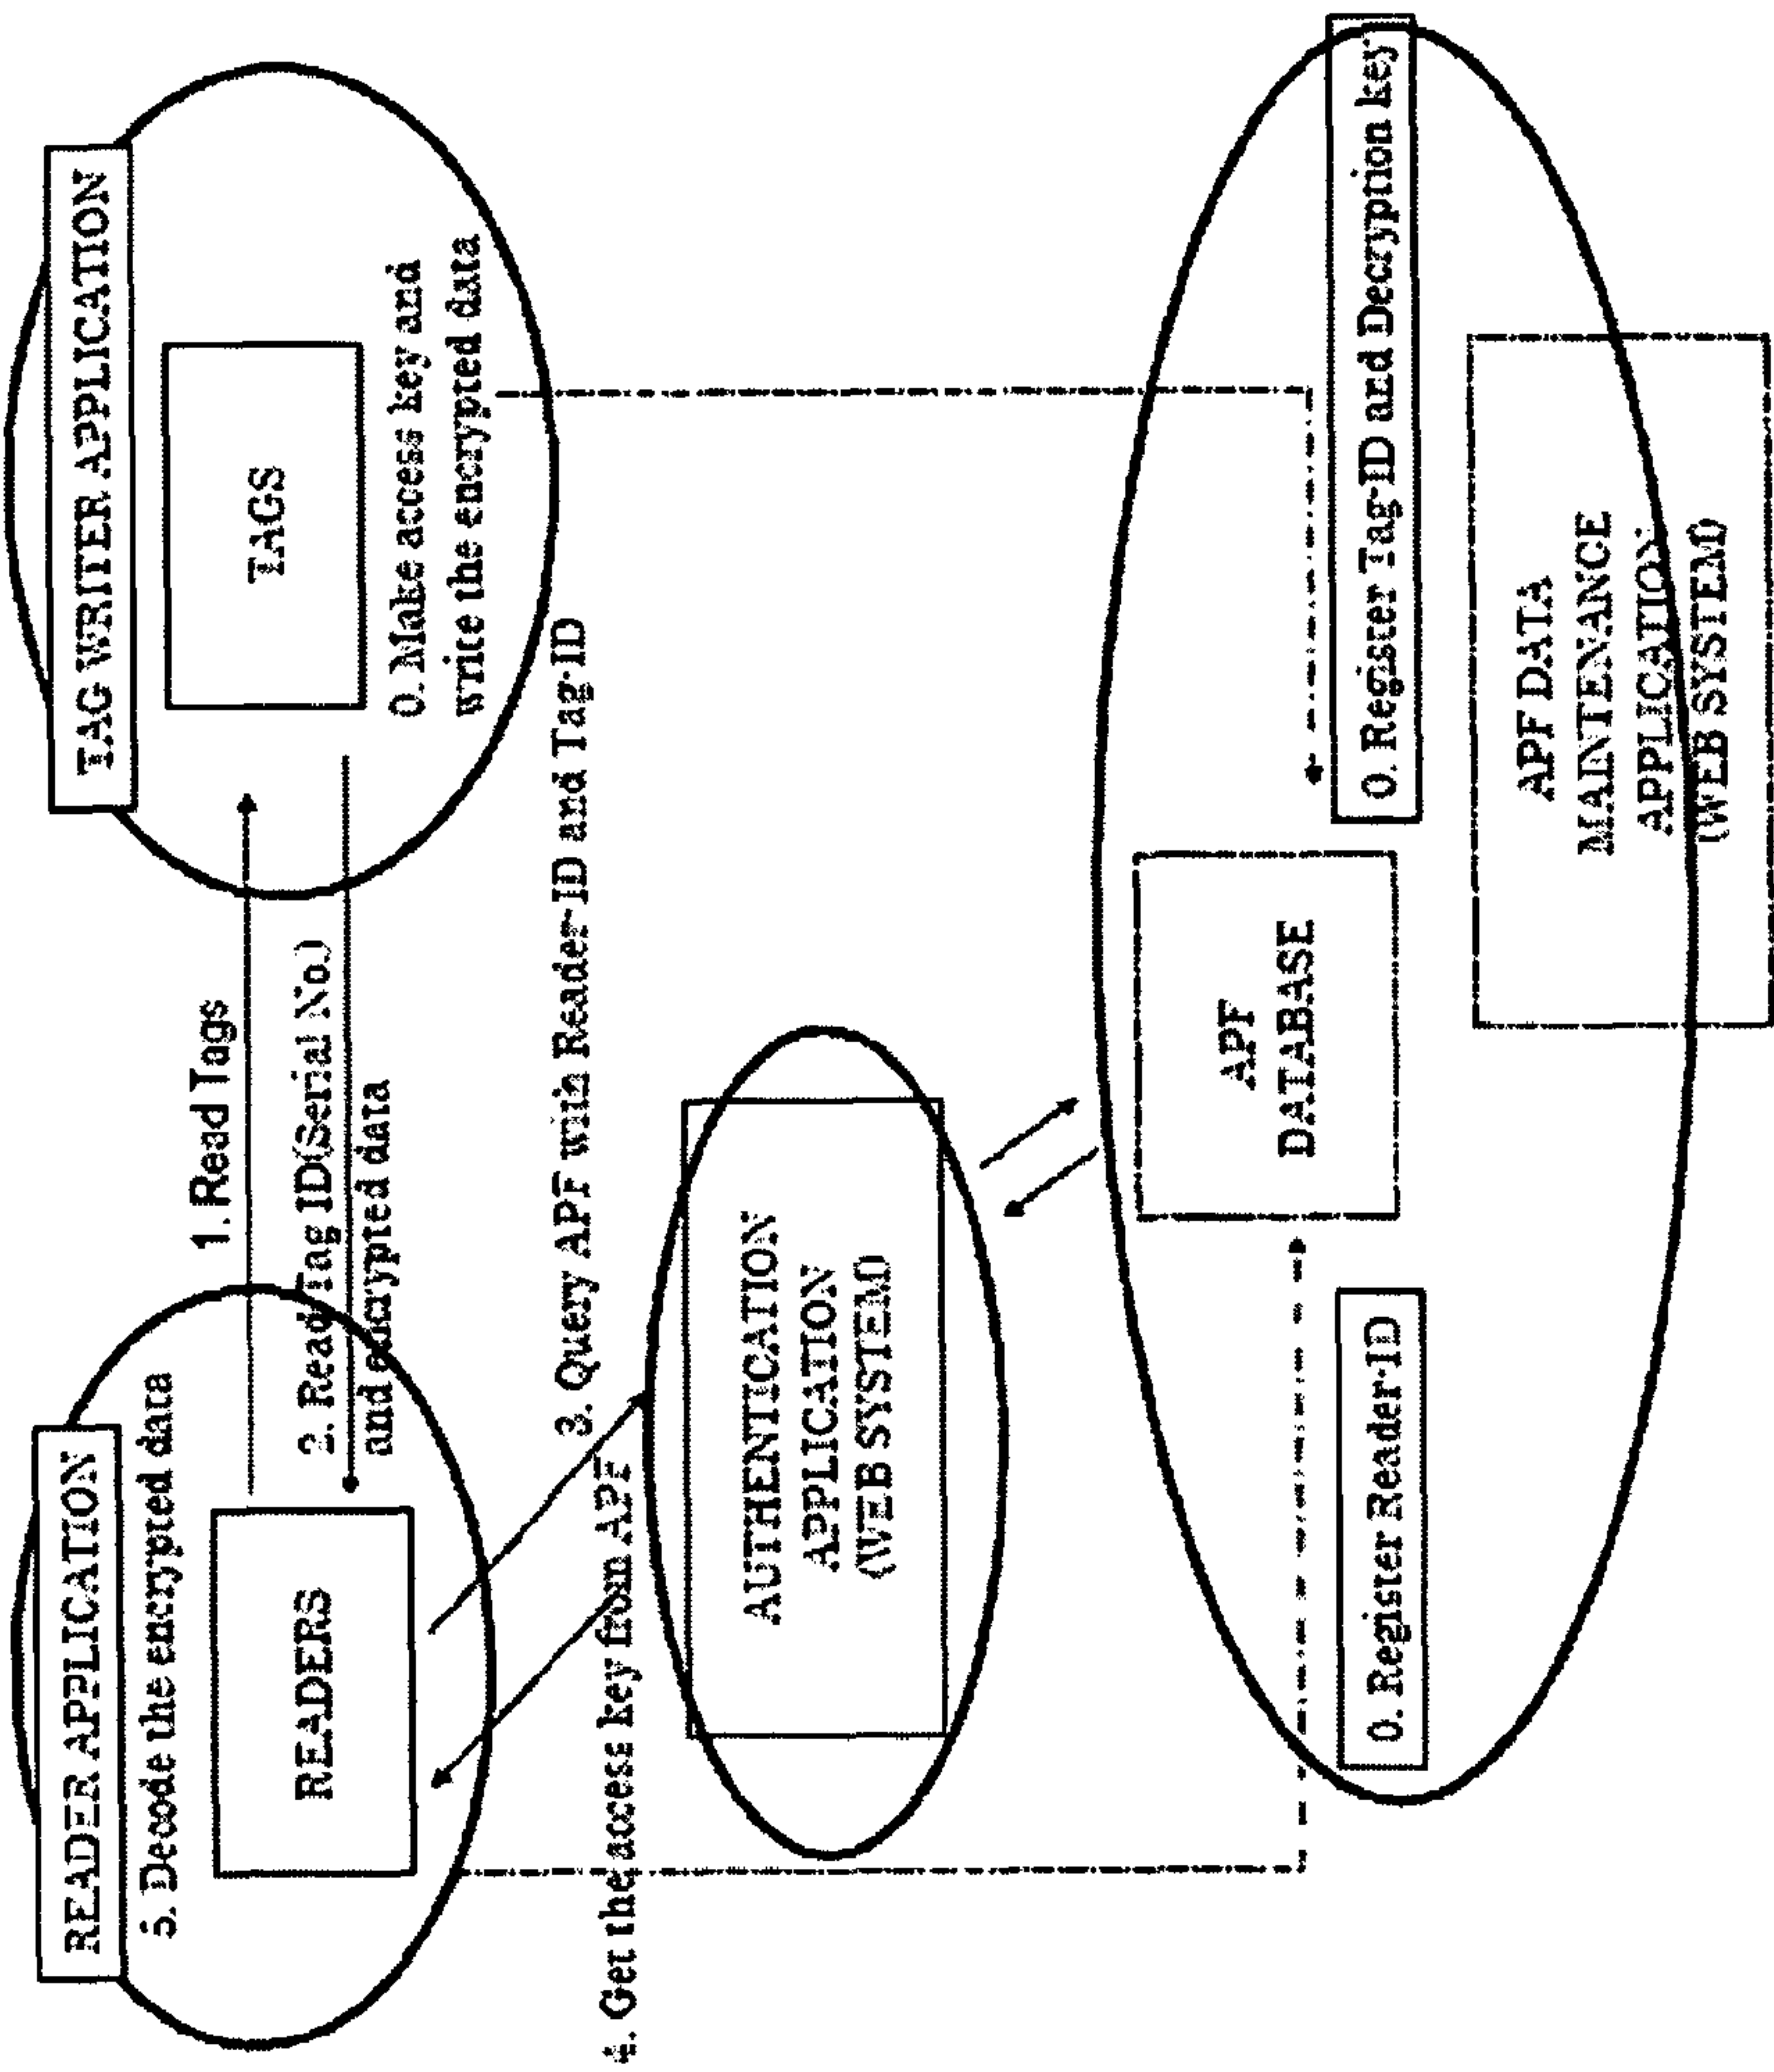 READER APPLICATION
5. Decode the encrypted data
READERS
1. Read Tags
2. Read Tag ID(Serial No.)
and encrypted data
TAG WRITER APPLICATION
TAGS
0. Make access key and
write the encrypted data
3. Query APF with Reader-ID and Tag-ID
4. Get the access key from APF
AUTHENTICATION
APPLICATION
(WEB SYSTEM)
APF
DATABASE
0. Register Reader-ID
0. Register Tag-ID and Decryption key
APF DATA
MAINTENANCE
APPLICATION
(WEB SYSTEM)